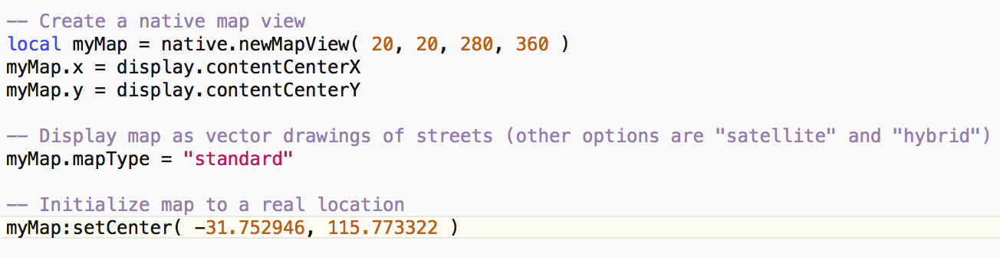 -- Create a native map view
local myMap = native.newMapView( 20, 20, 280, 360 )
myMap.x = display.contentCenterX
myMap.y = display.contentCenterY
-- Display map as vector drawings of streets (other options are "satellite" and "hybrid")
myMap.mapType = "standard"
-- Initialize map to a real location
myMap:setCenter( -31.752946, 115.773322 )